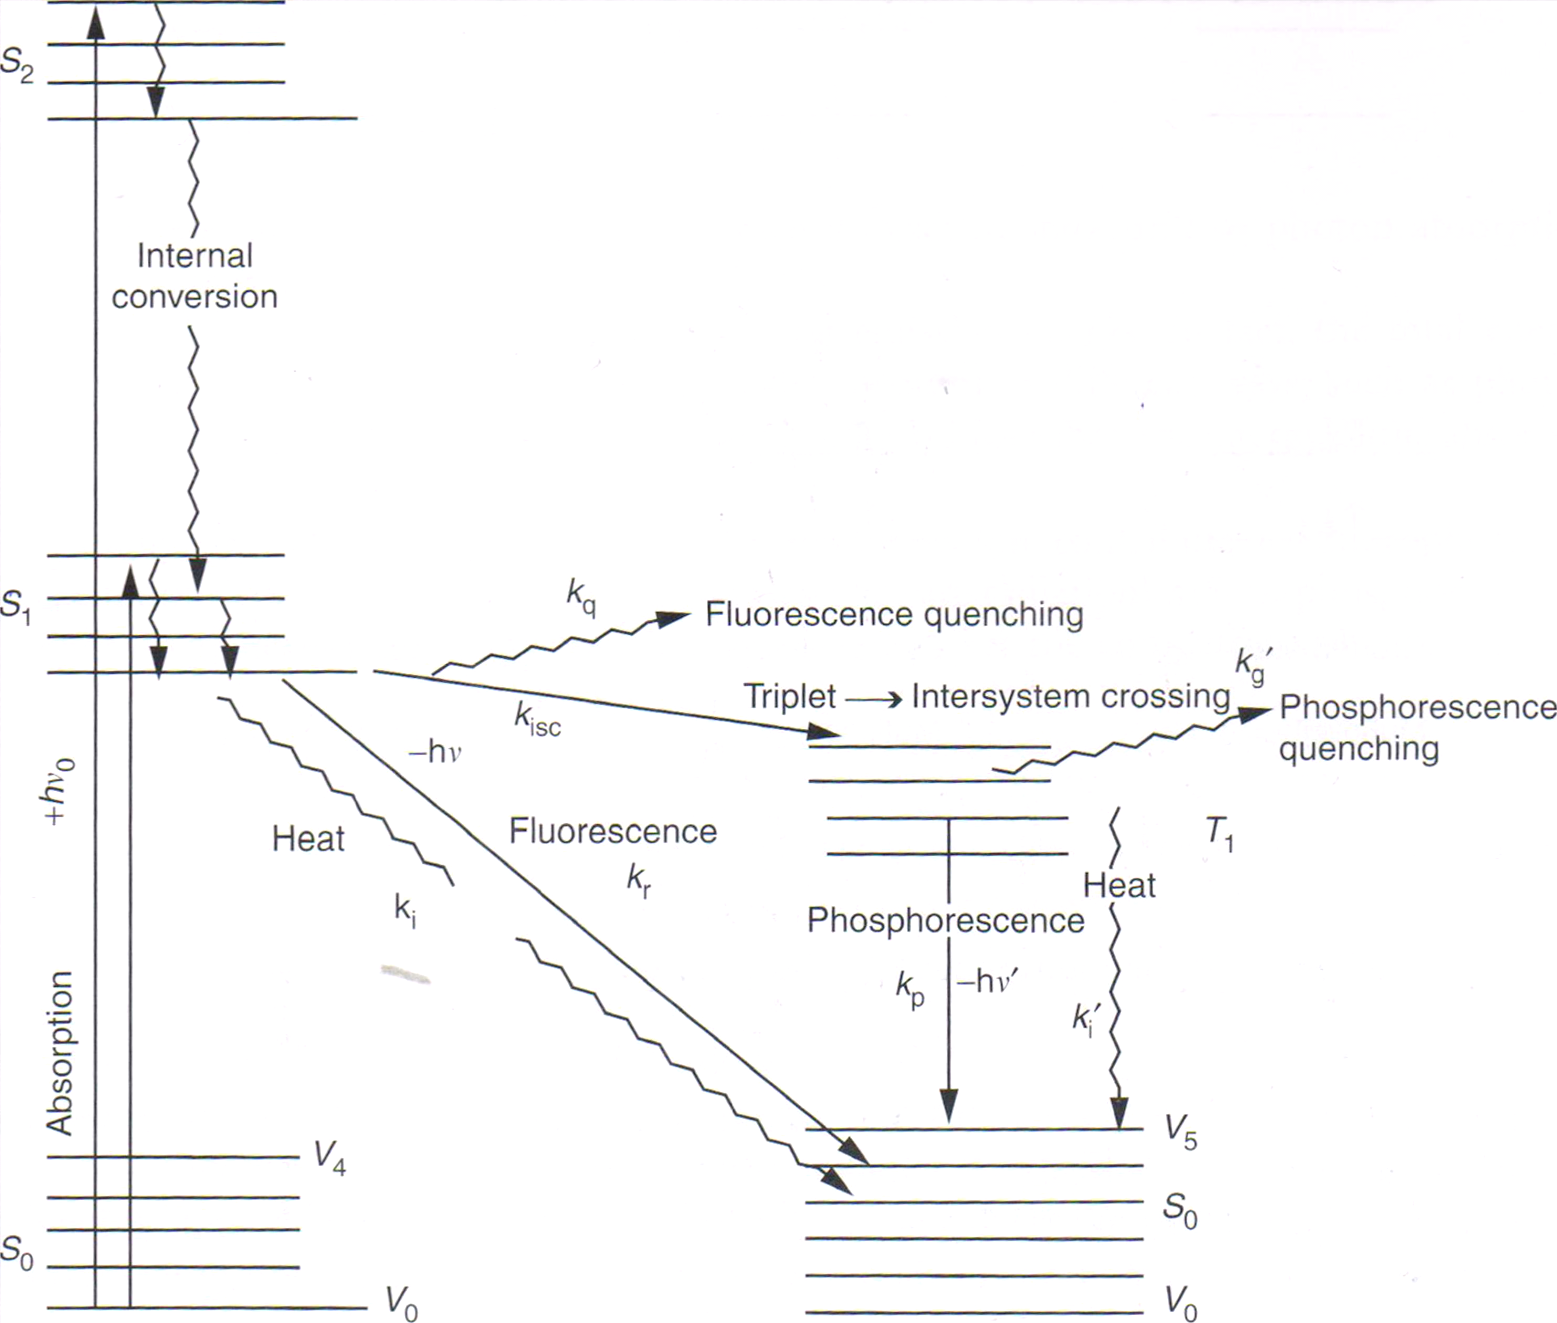 S2
Internal
conversion
S1
kq
Fluorescence quenching
kg′
Triplet → Intersystem crossing
Phosphorescence
quenching
kisc
–hν
+hν0
Heat
Fluorescence
kr
T1
Heat
ki
Phosphorescence
kp
–hν′
ki′
Absorption
V5
V4
S0
S0
V0
V0